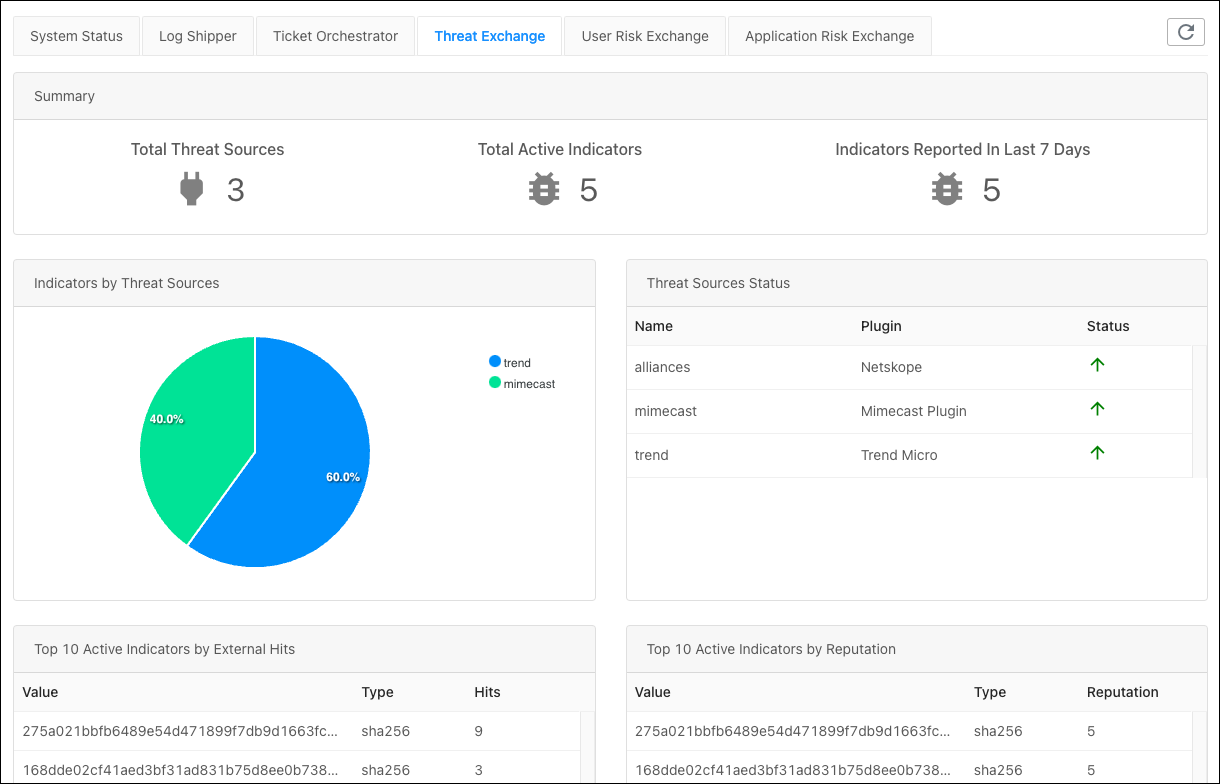 System Status Log Shipper Ticket Orchestrator Threat Exchange User Risk Exchange Application Risk Exchange
Summary
Total Threat Sources Total Active Indicators Indicators Reported In Last 7 Days
3 5 5
Indicators by Threat Sources
trend
mimecast
40.0%
60.0%
Threat Sources Status
Name Plugin Status
alliances Netskope
mimecast Mimecast Plugin
trend Trend Micro
Top 10 Active Indicators by External Hits
Value Type Hits
275a021bbfb6489e54d471899f7db9d1663fc... sha256 9
168dde02cf41aed3bf31ad831b75d8ee0b738... sha256 3
Top 10 Active Indicators by Reputation
Value Type Reputation
275a021bbfb6489e54d471899f7db9d1663fc... sha256 5
168dde02cf41aed3bf31ad831b75d8ee0b738... sha256 5